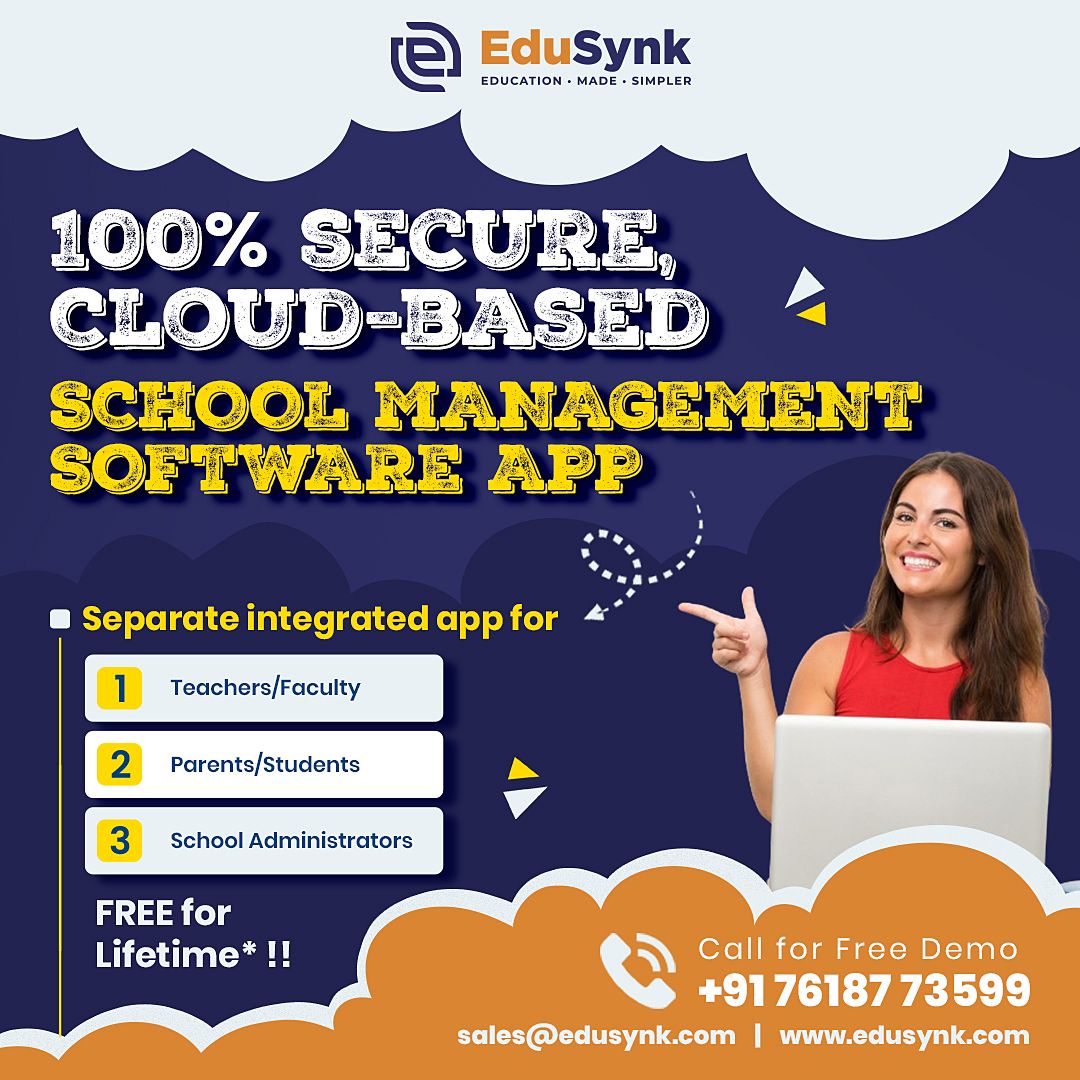 EduSynk
EDUCATION • MADE • SIMPLER
100% SECURE,
CLOUD-BASED
SCHOOL MANAGEMENT
SOFTWARE APP
Separate integrated app for
1 Teachers/Faculty
2 Parents/Students
3 School Administrators
FREE for
Lifetime* !!
Call for Free Demo
+91 76187 73599
sales@edusynk.com | www.edusynk.com